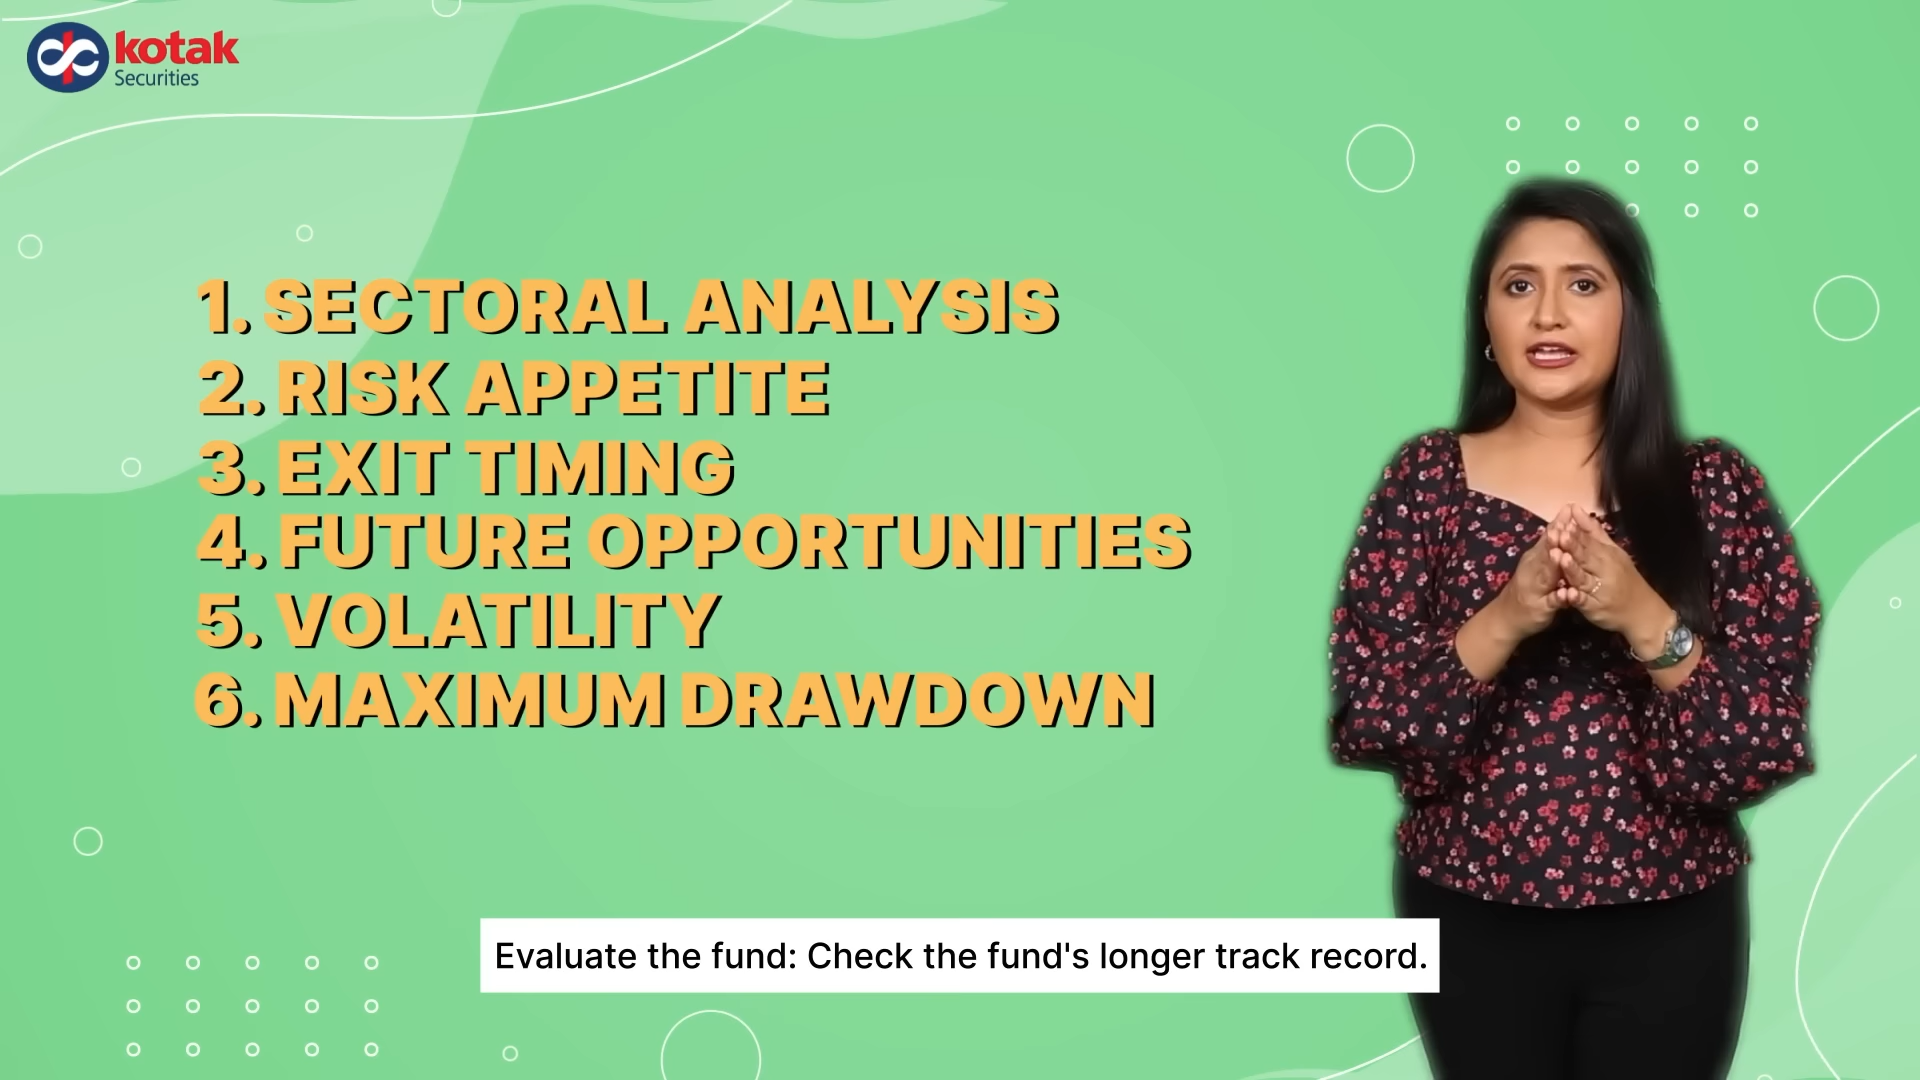 kotak
Securities
1. SECTORAL ANALYSIS
2. RISK APPETITE
3. EXIT TIMING
4. FUTURE OPPORTUNITIES
5. VOLATILITY
6. MAXIMUM DRAWDOWN
Evaluate the fund: Check the fund's longer track record.